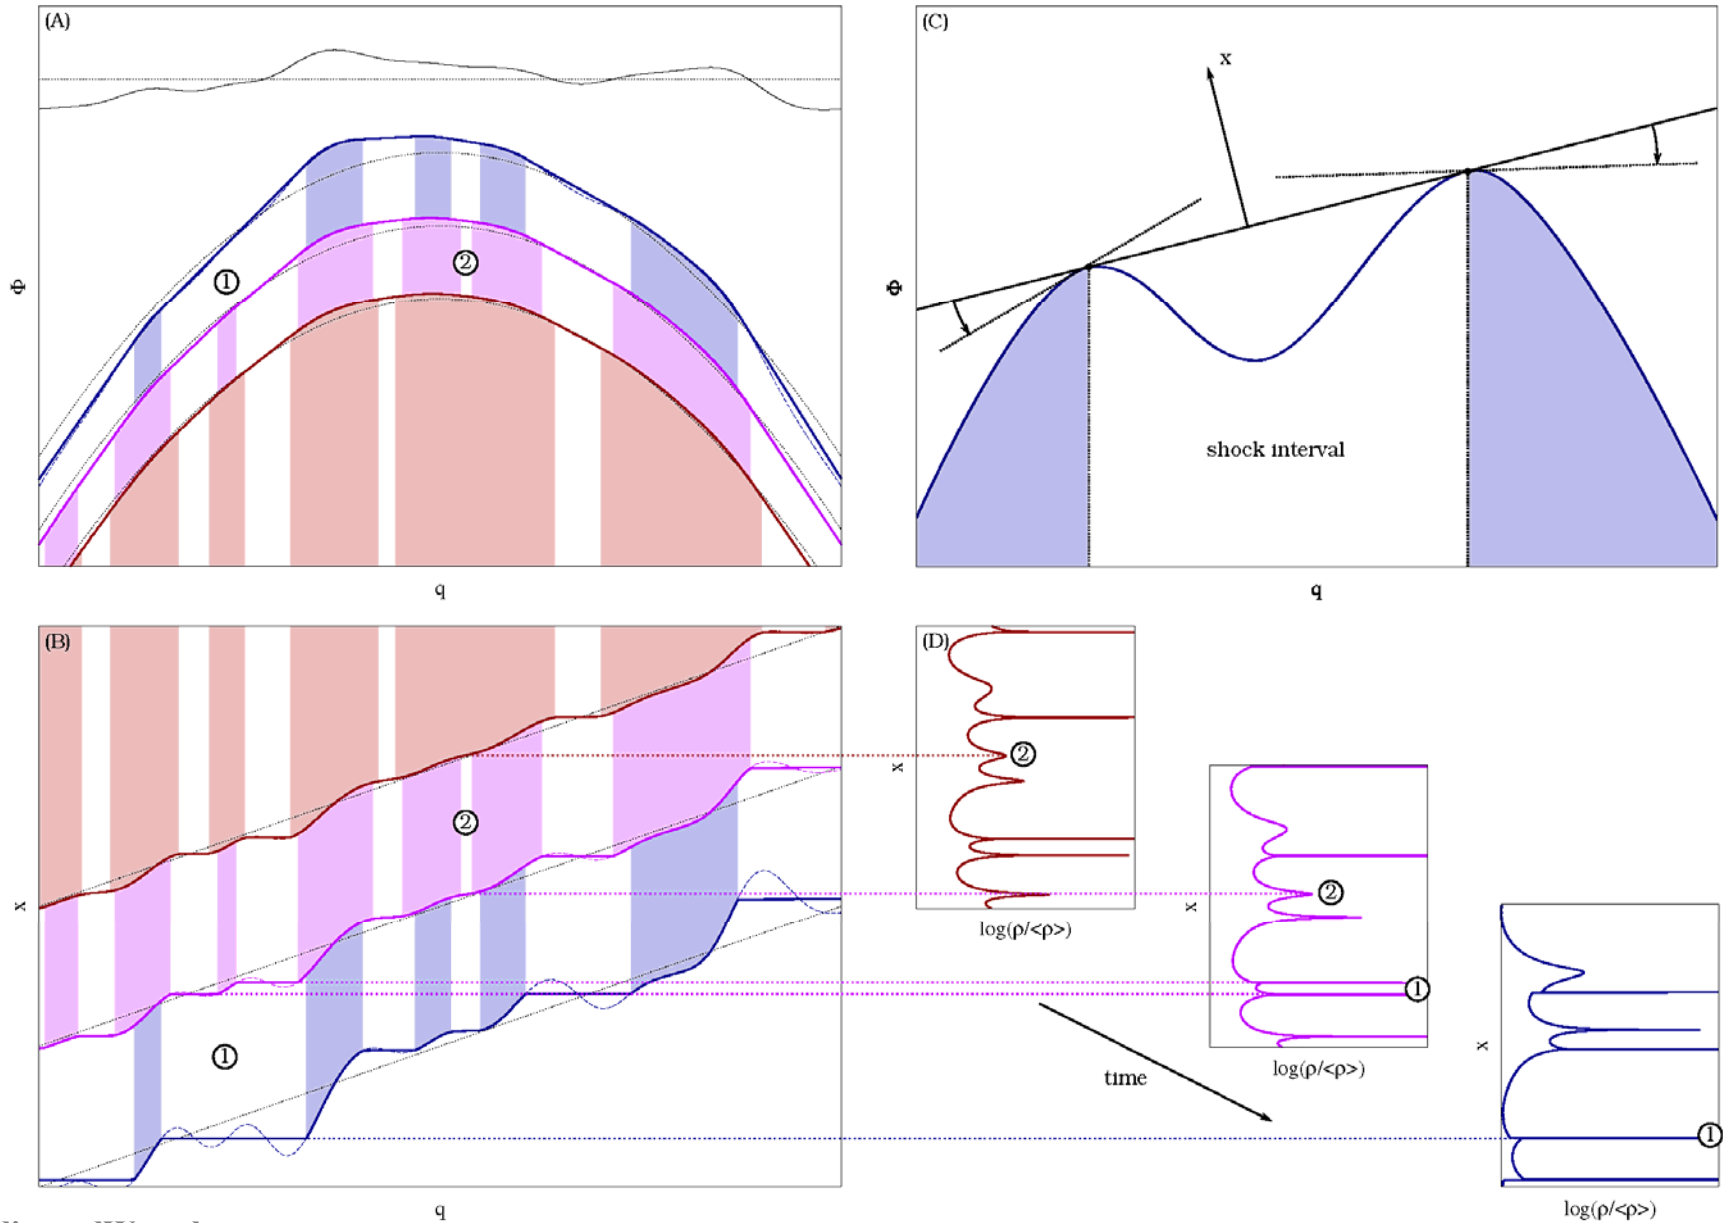 (A)
Φ
①
②
q
(C)
x
Φ
shock interval
q
(B)
x
②
①
q
(D)
x
②
log(ρ/<ρ>)
x
②
①
log(ρ/<ρ>)
time
x
①
log(ρ/<ρ>)